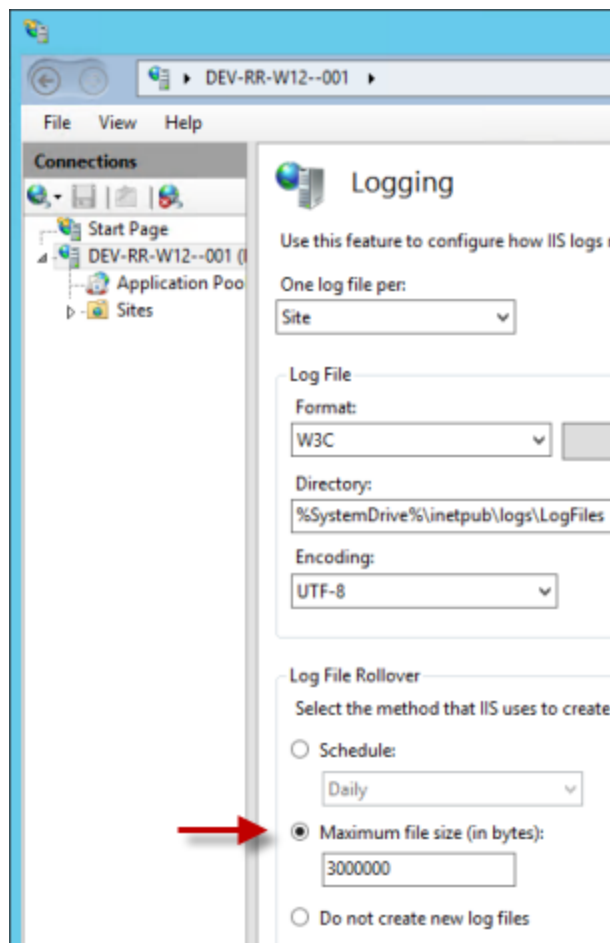 DEV-RR-W12--001
File View Help
Connections
Start Page
DEV-RR-W12--001 (
Application Poo
Sites
Logging
Use this feature to configure how IIS logs
One log file per:
Site
Log File
Format:
W3C
Directory:
%SystemDrive%\inetpub\logs\LogFiles
Encoding:
UTF-8
Log File Rollover
Select the method that IIS uses to create
Schedule:
Daily
Maximum file size (in bytes):
3000000
Do not create new log files